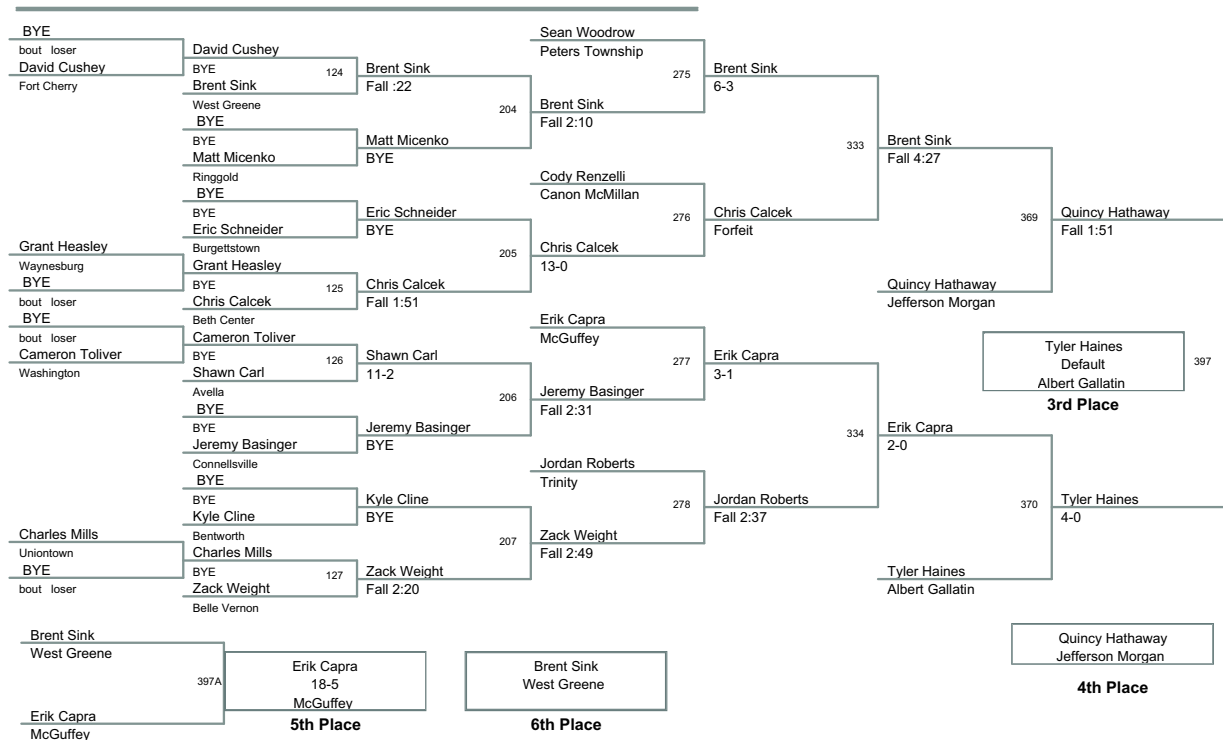 BYE
bout loser
David Cushey
Fort Cherry
Grant Heasley
Waynesburg
BYE
bout loser
BYE
bout loser
Cameron Toliver
Washington
Charles Mills
Uniontown
BYE
bout loser
David Cushey
BYE
124
Brent Sink
West Greene
BYE
BYE
Matt Micenko
Ringgold
BYE
BYE
Eric Schneider
Burgettstown
Grant Heasley
BYE
125
Chris Calcek
Beth Center
Cameron Toliver
BYE
126
Shawn Carl
Avella
BYE
BYE
Jeremy Basinger
Connellsville
BYE
BYE
Kyle Cline
Bentworth
Charles Mills
BYE
127
Zack Weight
Belle Vernon
Brent Sink
Fall :22
204
Matt Micenko
BYE
Eric Schneider
BYE
205
Chris Calcek
Fall 1:51
Shawn Carl
11-2
206
Jeremy Basinger
BYE
Kyle Cline
BYE
207
Zack Weight
Fall 2:20
Sean Woodrow
Peters Township
275
Brent Sink
Fall 2:10
Cody Renzelli
Canon McMillan
276
Chris Calcek
13-0
Erik Capra
McGuffey
277
Jeremy Basinger
Fall 2:31
Jordan Roberts
Trinity
278
Zack Weight
Fall 2:49
Brent Sink
6-3
333
Chris Calcek
Forfeit
Erik Capra
3-1
334
Jordan Roberts
Fall 2:37
Brent Sink
Fall 4:27
369
Quincy Hathaway
Jefferson Morgan
Erik Capra
2-0
370
Tyler Haines
Albert Gallatin
Quincy Hathaway
Fall 1:51
Tyler Haines
Default
Albert Gallatin
397
3rd Place
Tyler Haines
4-0
Brent Sink
West Greene
397A
Erik Capra
McGuffey
Erik Capra
18-5
McGuffey
5th Place
Brent Sink
West Greene
6th Place
Quincy Hathaway
Jefferson Morgan
4th Place